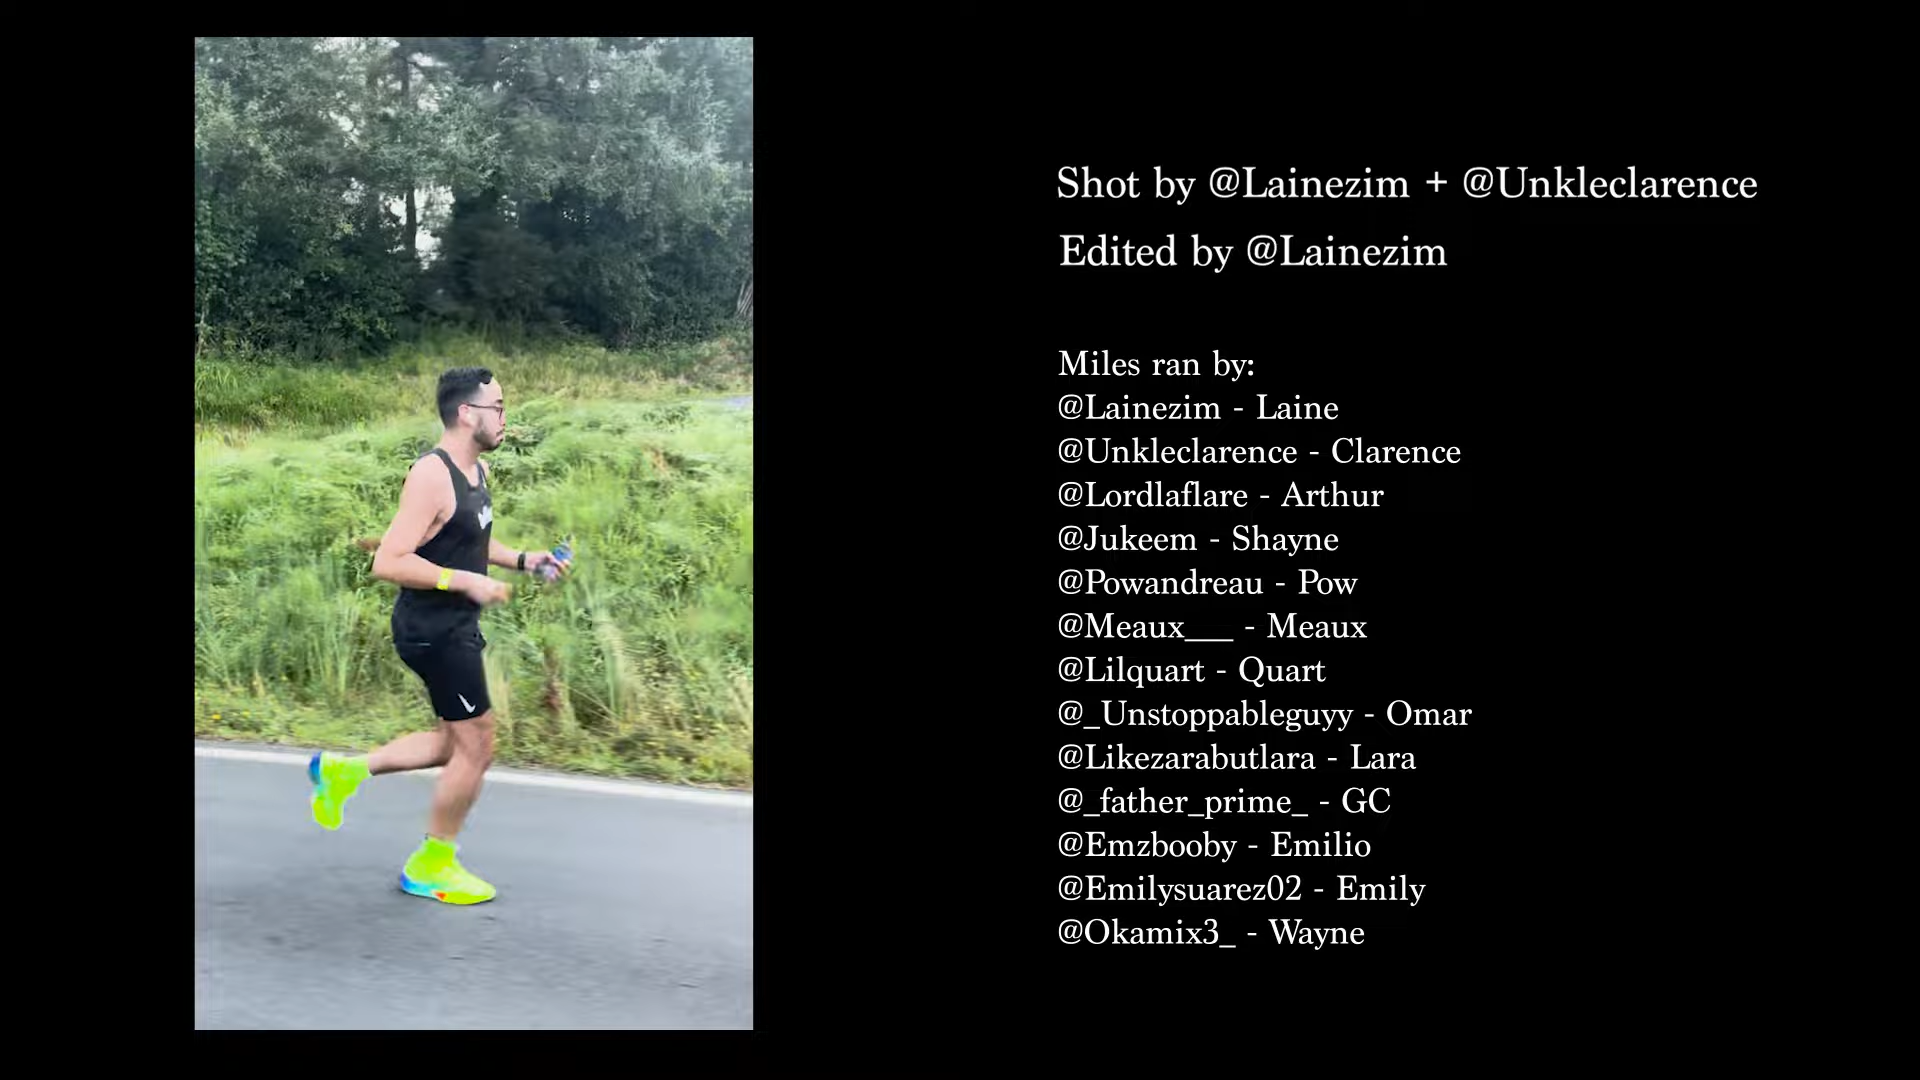 Shot by @Lainezim + @Unkleclarence
Edited by @Lainezim
Miles ran by:
@Lainezim - Laine
@Unkleclarence - Clarence
@Lordlaflare - Arthur
@Jukeem - Shayne
@Powandreau - Pow
@Meaux___ - Meaux
@Lilquart - Quart
@_Unstoppableguyy - Omar
@Likezarabutlara - Lara
@_father_prime_ - GC
@Emzbooby - Emilio
@Emilysuarez02 - Emily
@Okamix3_ - Wayne